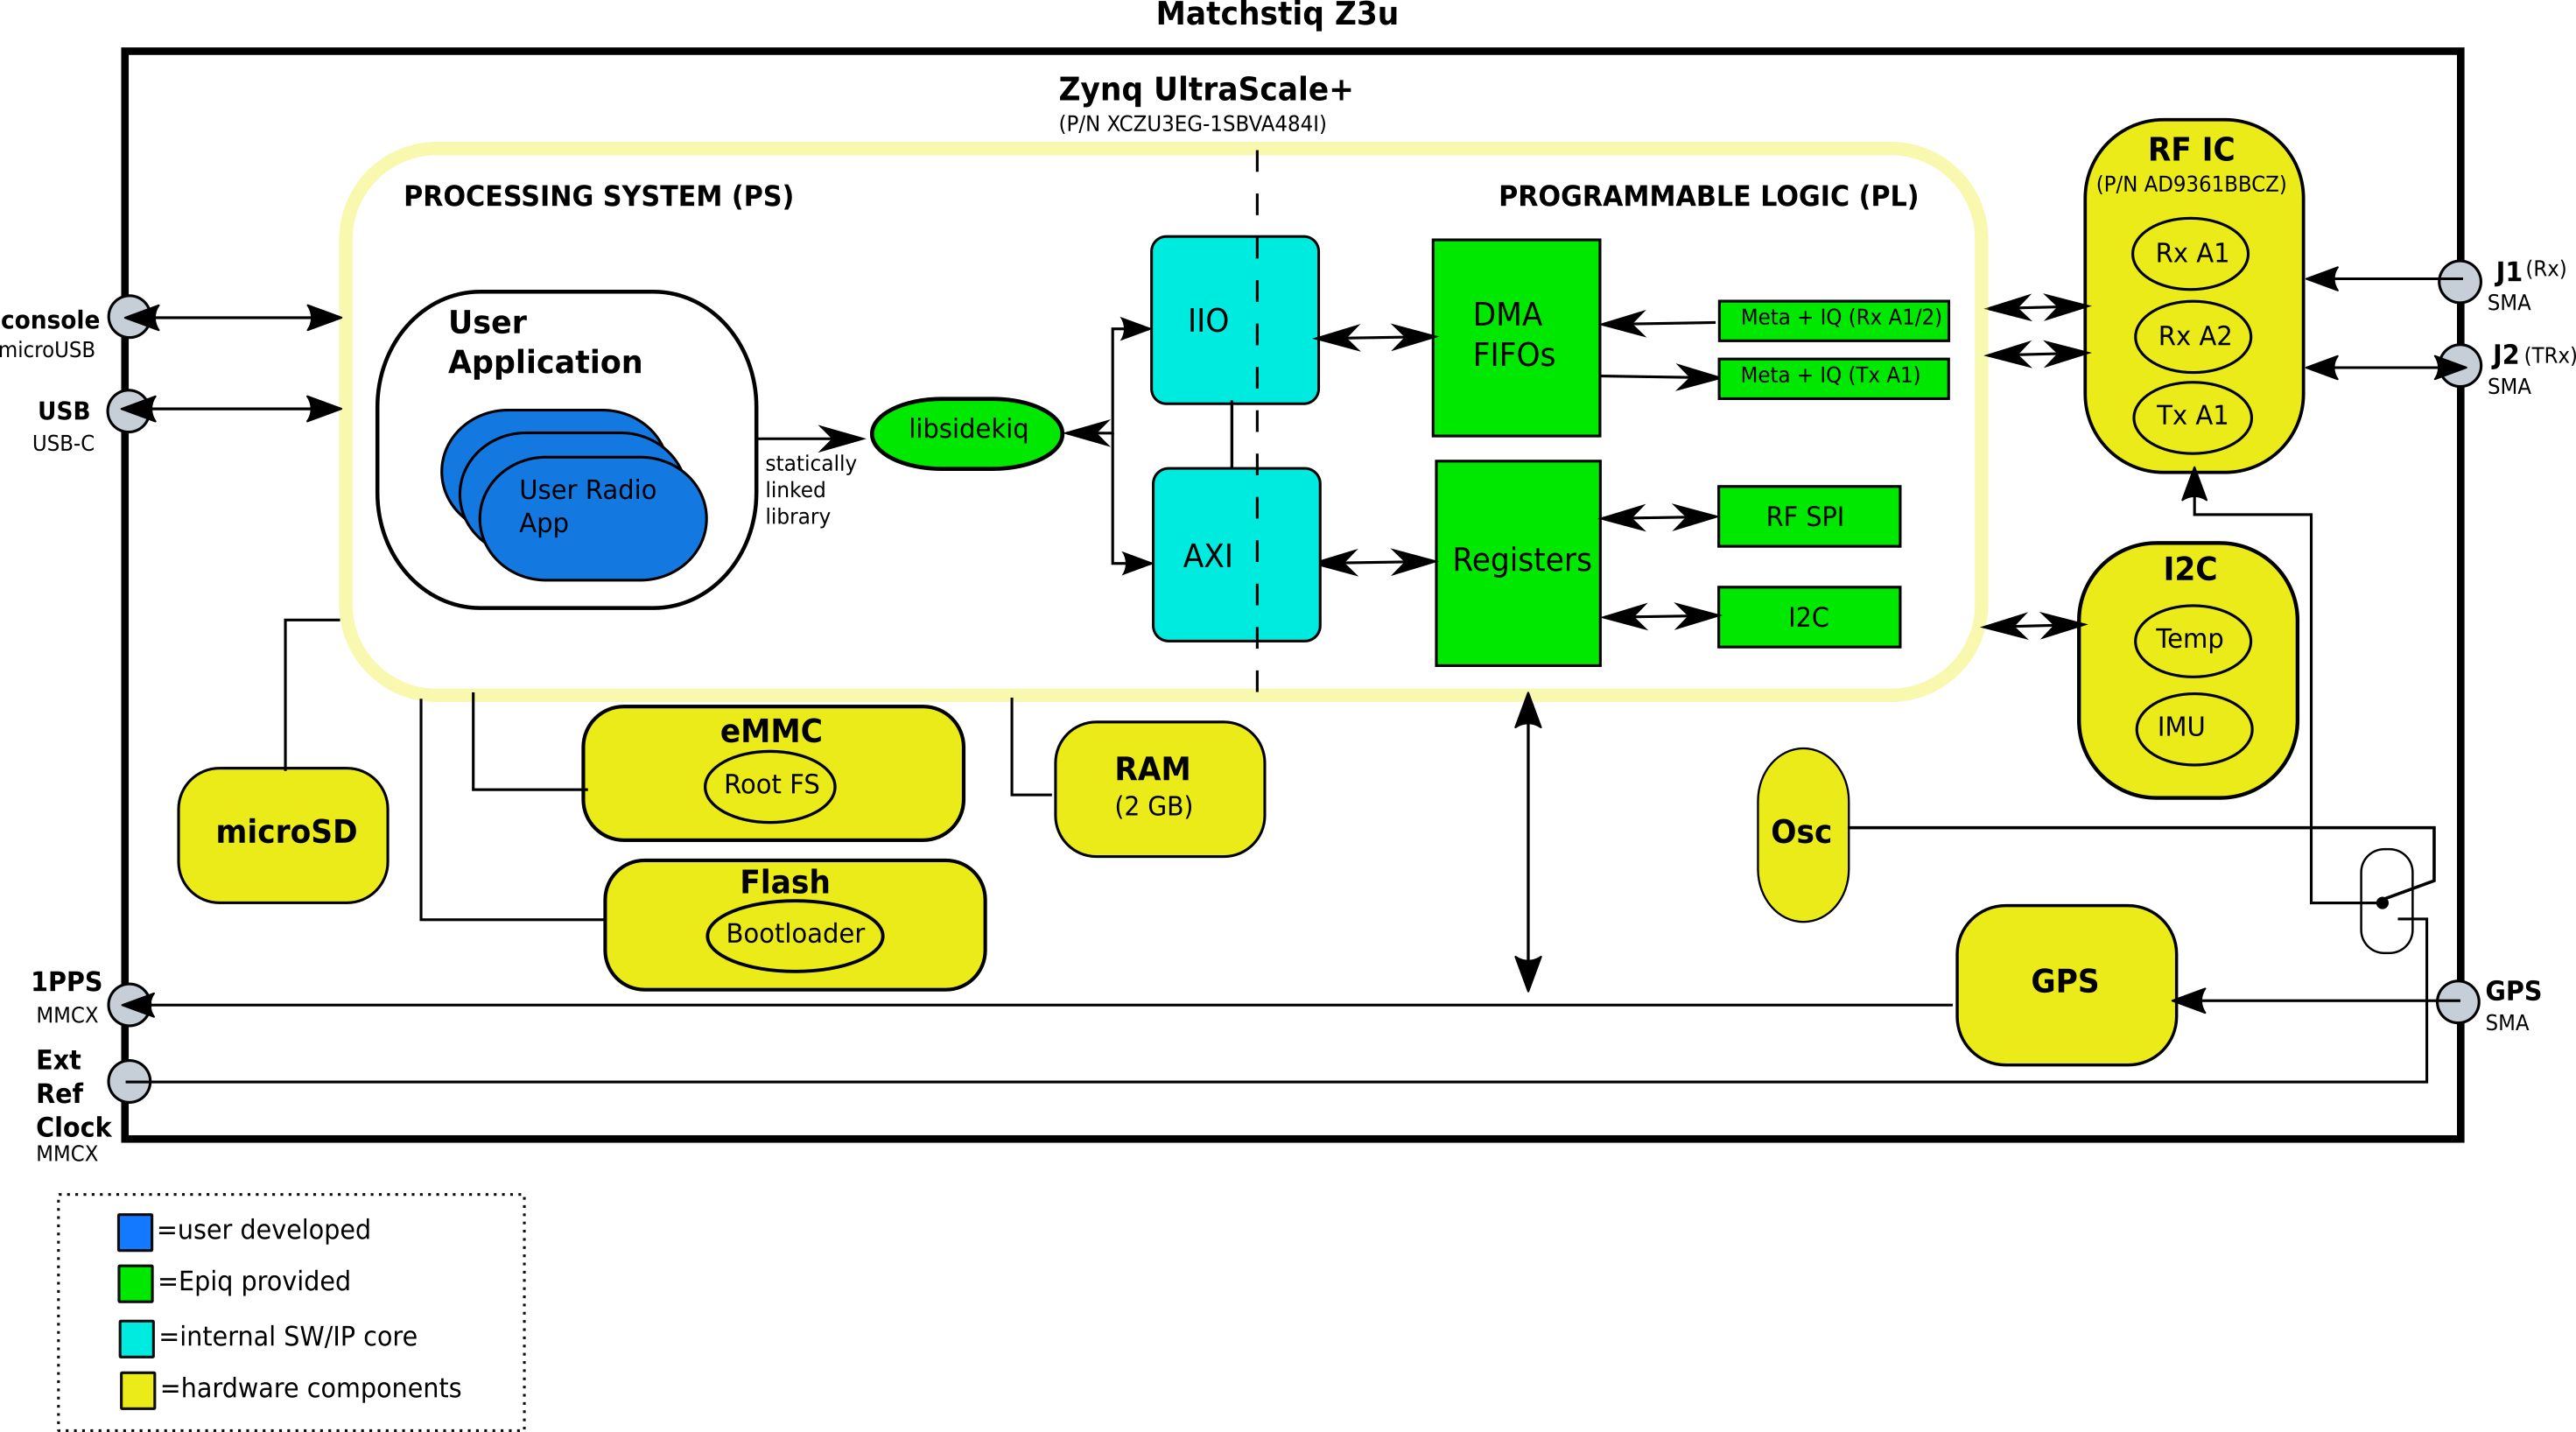 Matchstiq Z3u
Zynq UltraScale+
(P/N XCZU3EG-1SBVA484I)
PROCESSING SYSTEM (PS)
PROGRAMMABLE LOGIC (PL)
console
microUSB
USB
USB-C
User
Application
User Radio
App
statically
linked
library
libsidekiq
IIO
AXI
DMA
FIFOs
Meta + IQ (Rx A1/2)
Meta + IQ (Tx A1)
Registers
RF SPI
I2C
RF IC
(P/N AD9361BBCZ)
Rx A1
Rx A2
Tx A1
J1 (Rx)
SMA
J2 (TRx)
SMA
I2C
Temp
IMU
microSD
eMMC
Root FS
Flash
Bootloader
RAM
(2 GB)
Osc
GPS
GPS
SMA
1PPS
MMCX
Ext
Ref
Clock
MMCX
=user developed
=Epiq provided
=internal SW/IP core
=hardware components